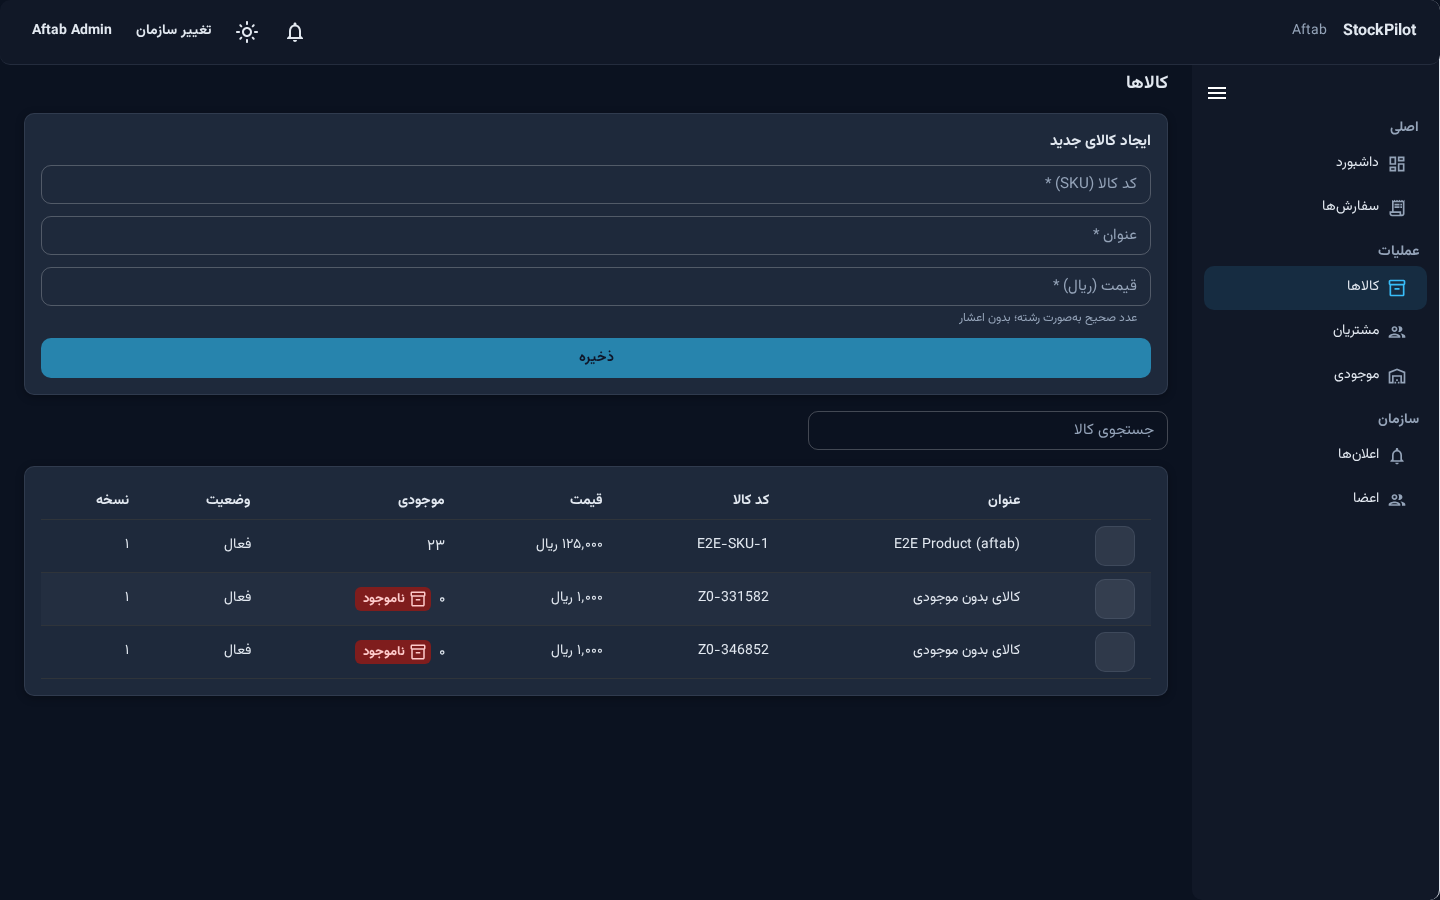 StockPilot Aftab تغییر سازمان Aftab Admin
اصلی
داشبورد
سفارش‌ها
عملیات
کالاها
مشتریان
موجودی
سازمان
اعلان‌ها
اعضا
کالاها
ایجاد کالای جدید
کد کالا (SKU) *
عنوان *
قیمت (ریال) *
عدد صحیح به‌صورت رشته؛ بدون اعشار
ذخیره
جستجوی کالا
عنوان کد کالا قیمت موجودی وضعیت نسخه
E2E Product (aftab) E2E-SKU-1 ۱۲۵,۰۰۰ ریال ۲۳ فعال ۱
کالای بدون موجودی Z0-331582 ۱,۰۰۰ ریال ۰ ناموجود فعال ۱
کالای بدون موجودی Z0-346852 ۱,۰۰۰ ریال ۰ ناموجود فعال ۱